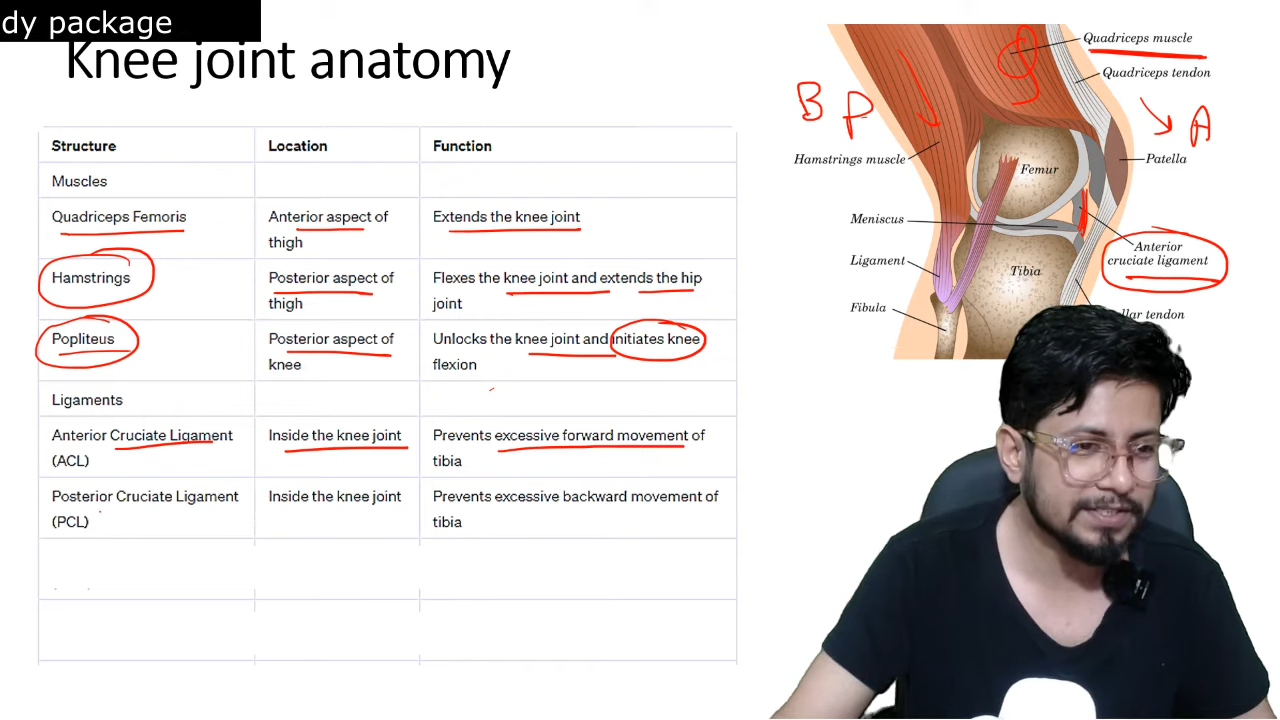 dy package
Knee joint anatomy
Structure Location Function
Muscles
Quadriceps Femoris Anterior aspect of Extends the knee joint
thigh
Hamstrings Posterior aspect of Flexes the knee joint and extends the hip
thigh joint
Popliteus Posterior aspect of Unlocks the knee joint and initiates knee
knee flexion
Ligaments
Anterior Cruciate Ligament Inside the knee joint Prevents excessive forward movement of
(ACL) tibia
Posterior Cruciate Ligament Inside the knee joint Prevents excessive backward movement of
(PCL) tibia
Quadriceps muscle
Quadriceps tendon
B P
A
Hamstrings muscle
Patella
Femur
Meniscus
Anterior
cruciate ligament
Ligament
Tibia
Fibula
llar tendon